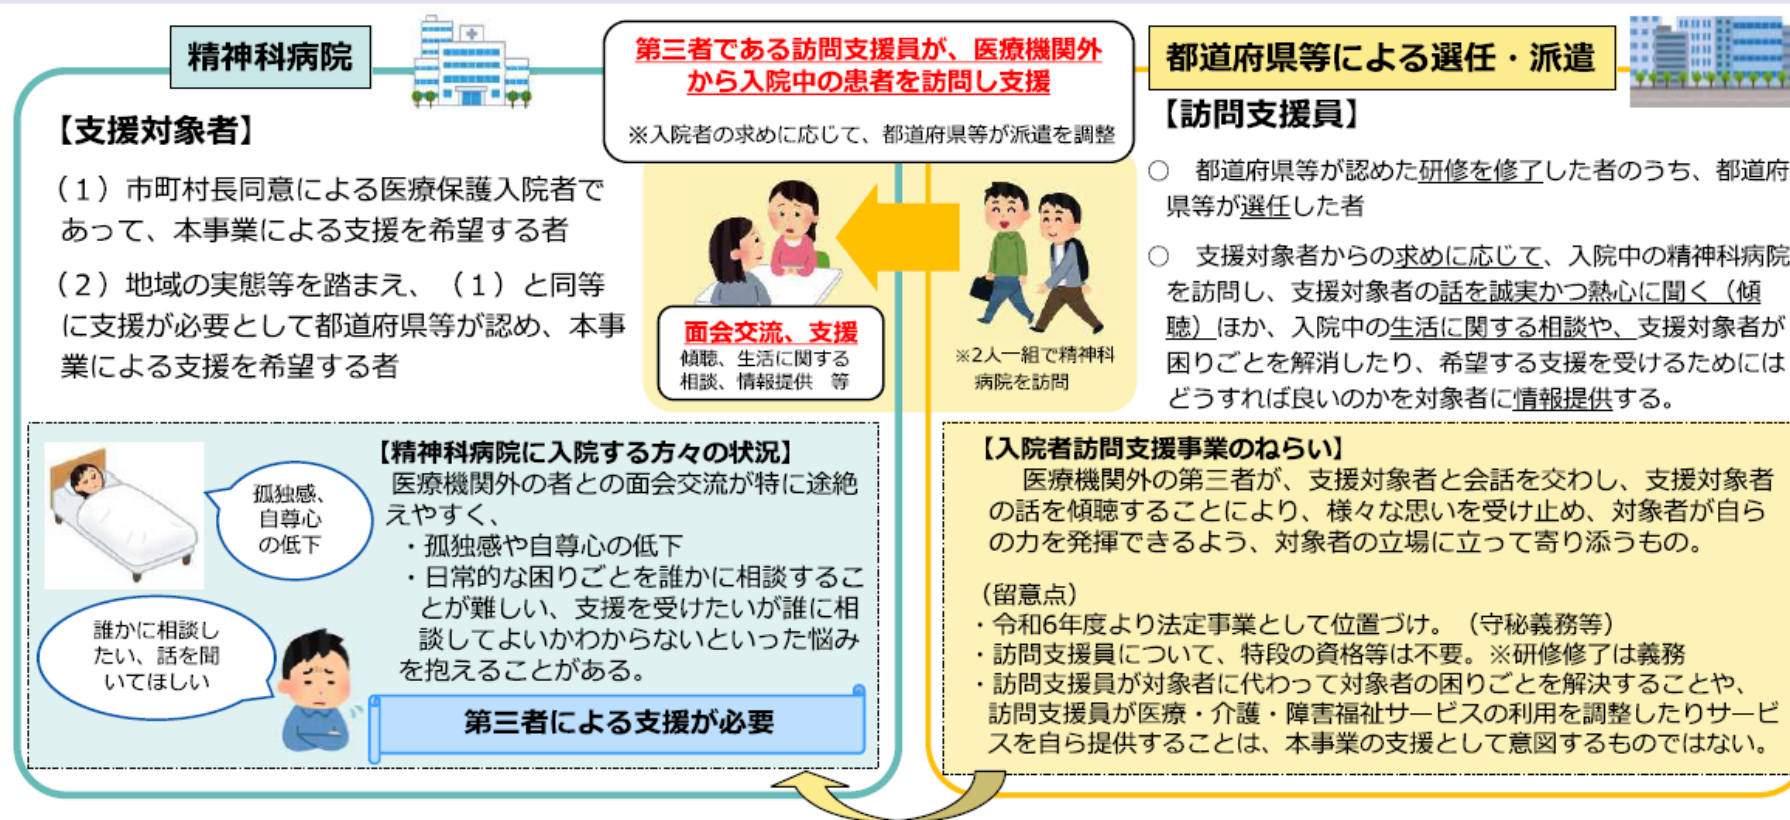 精神科病院
【支援対象者】
（１）市町村長同意による医療保護入院者で
あって、本事業による支援を希望する者
（２）地域の実態等を踏まえ、（１）と同等
に支援が必要として都道府県等が認め、本事
業による支援を希望する者
第三者である訪問支援員が、医療機関外
から入院中の患者を訪問し支援
※入院者の求めに応じて、都道府県等が派遣を調整
面会交流、支援
傾聴、生活に関する
相談、情報提供　等
※2人一組で精神科
病院を訪問
都道府県等による選任・派遣
【訪問支援員】
○　都道府県等が認めた研修を修了した者のうち、都道府
県等が選任した者
○　支援対象者からの求めに応じて、入院中の精神科病院
を訪問し、支援対象者の話を誠実かつ熱心に聞く（傾
聴）ほか、入院中の生活に関する相談や、支援対象者が
困りごとを解消したり、希望する支援を受けるためには
どうすれば良いのかを対象者に情報提供する。
孤独感、
自尊心
の低下
誰かに相談し
たい、話を聞
いてほしい
【精神科病院に入院する方々の状況】
医療機関外の者との面会交流が特に途絶
えやすく、
・孤独感や自尊心の低下
・日常的な困りごとを誰かに相談するこ
とが難しい、支援を受けたいが誰に相
談してよいかわからないといった悩み
を抱えることがある。
第三者による支援が必要
【入院者訪問支援事業のねらい】
医療機関外の第三者が、支援対象者と会話を交わし、支援対象者
の話を傾聴することにより、様々な思いを受け止め、対象者が自ら
の力を発揮できるよう、対象者の立場に立って寄り添うもの。
（留意点）
・令和6年度より法定事業として位置づけ。（守秘義務等）
・訪問支援員について、特段の資格等は不要。※研修修了は義務
・訪問支援員が対象者に代わって対象者の困りごとを解決することや、
訪問支援員が医療・介護・障害福祉サービスの利用を調整したりサービ
スを自ら提供することは、本事業の支援として意図するものではない。